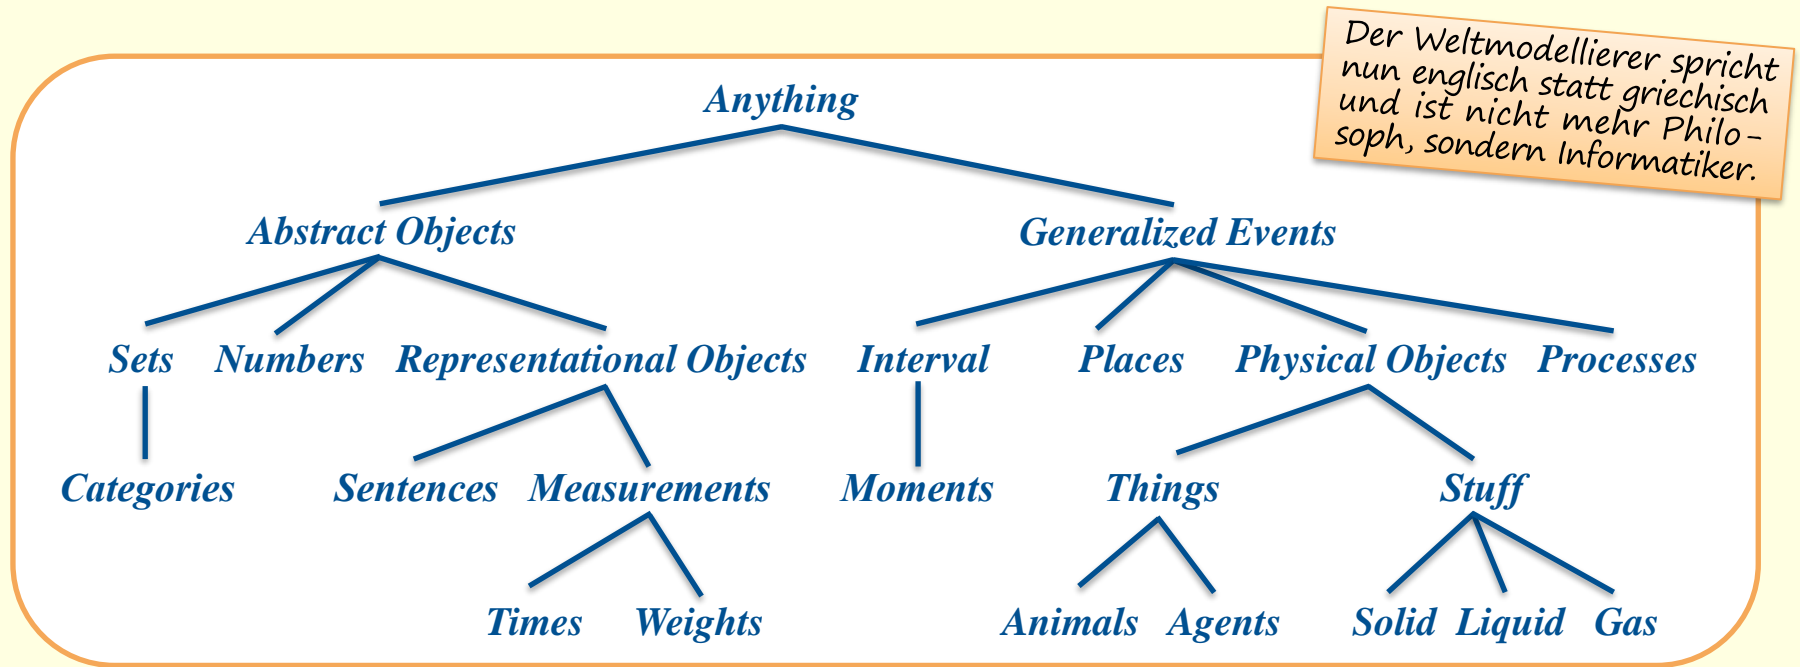 Der Weltmodellierer spricht
nun englisch statt griechisch
und ist nicht mehr Philo-
soph, sondern Informatiker.
Anything
Abstract Objects Generalized Events
Sets Numbers Representational Objects Interval Places Physical Objects Processes
Categories Sentences Measurements Moments Things Stuff
Times Weights Animals Agents Solid Liquid Gas